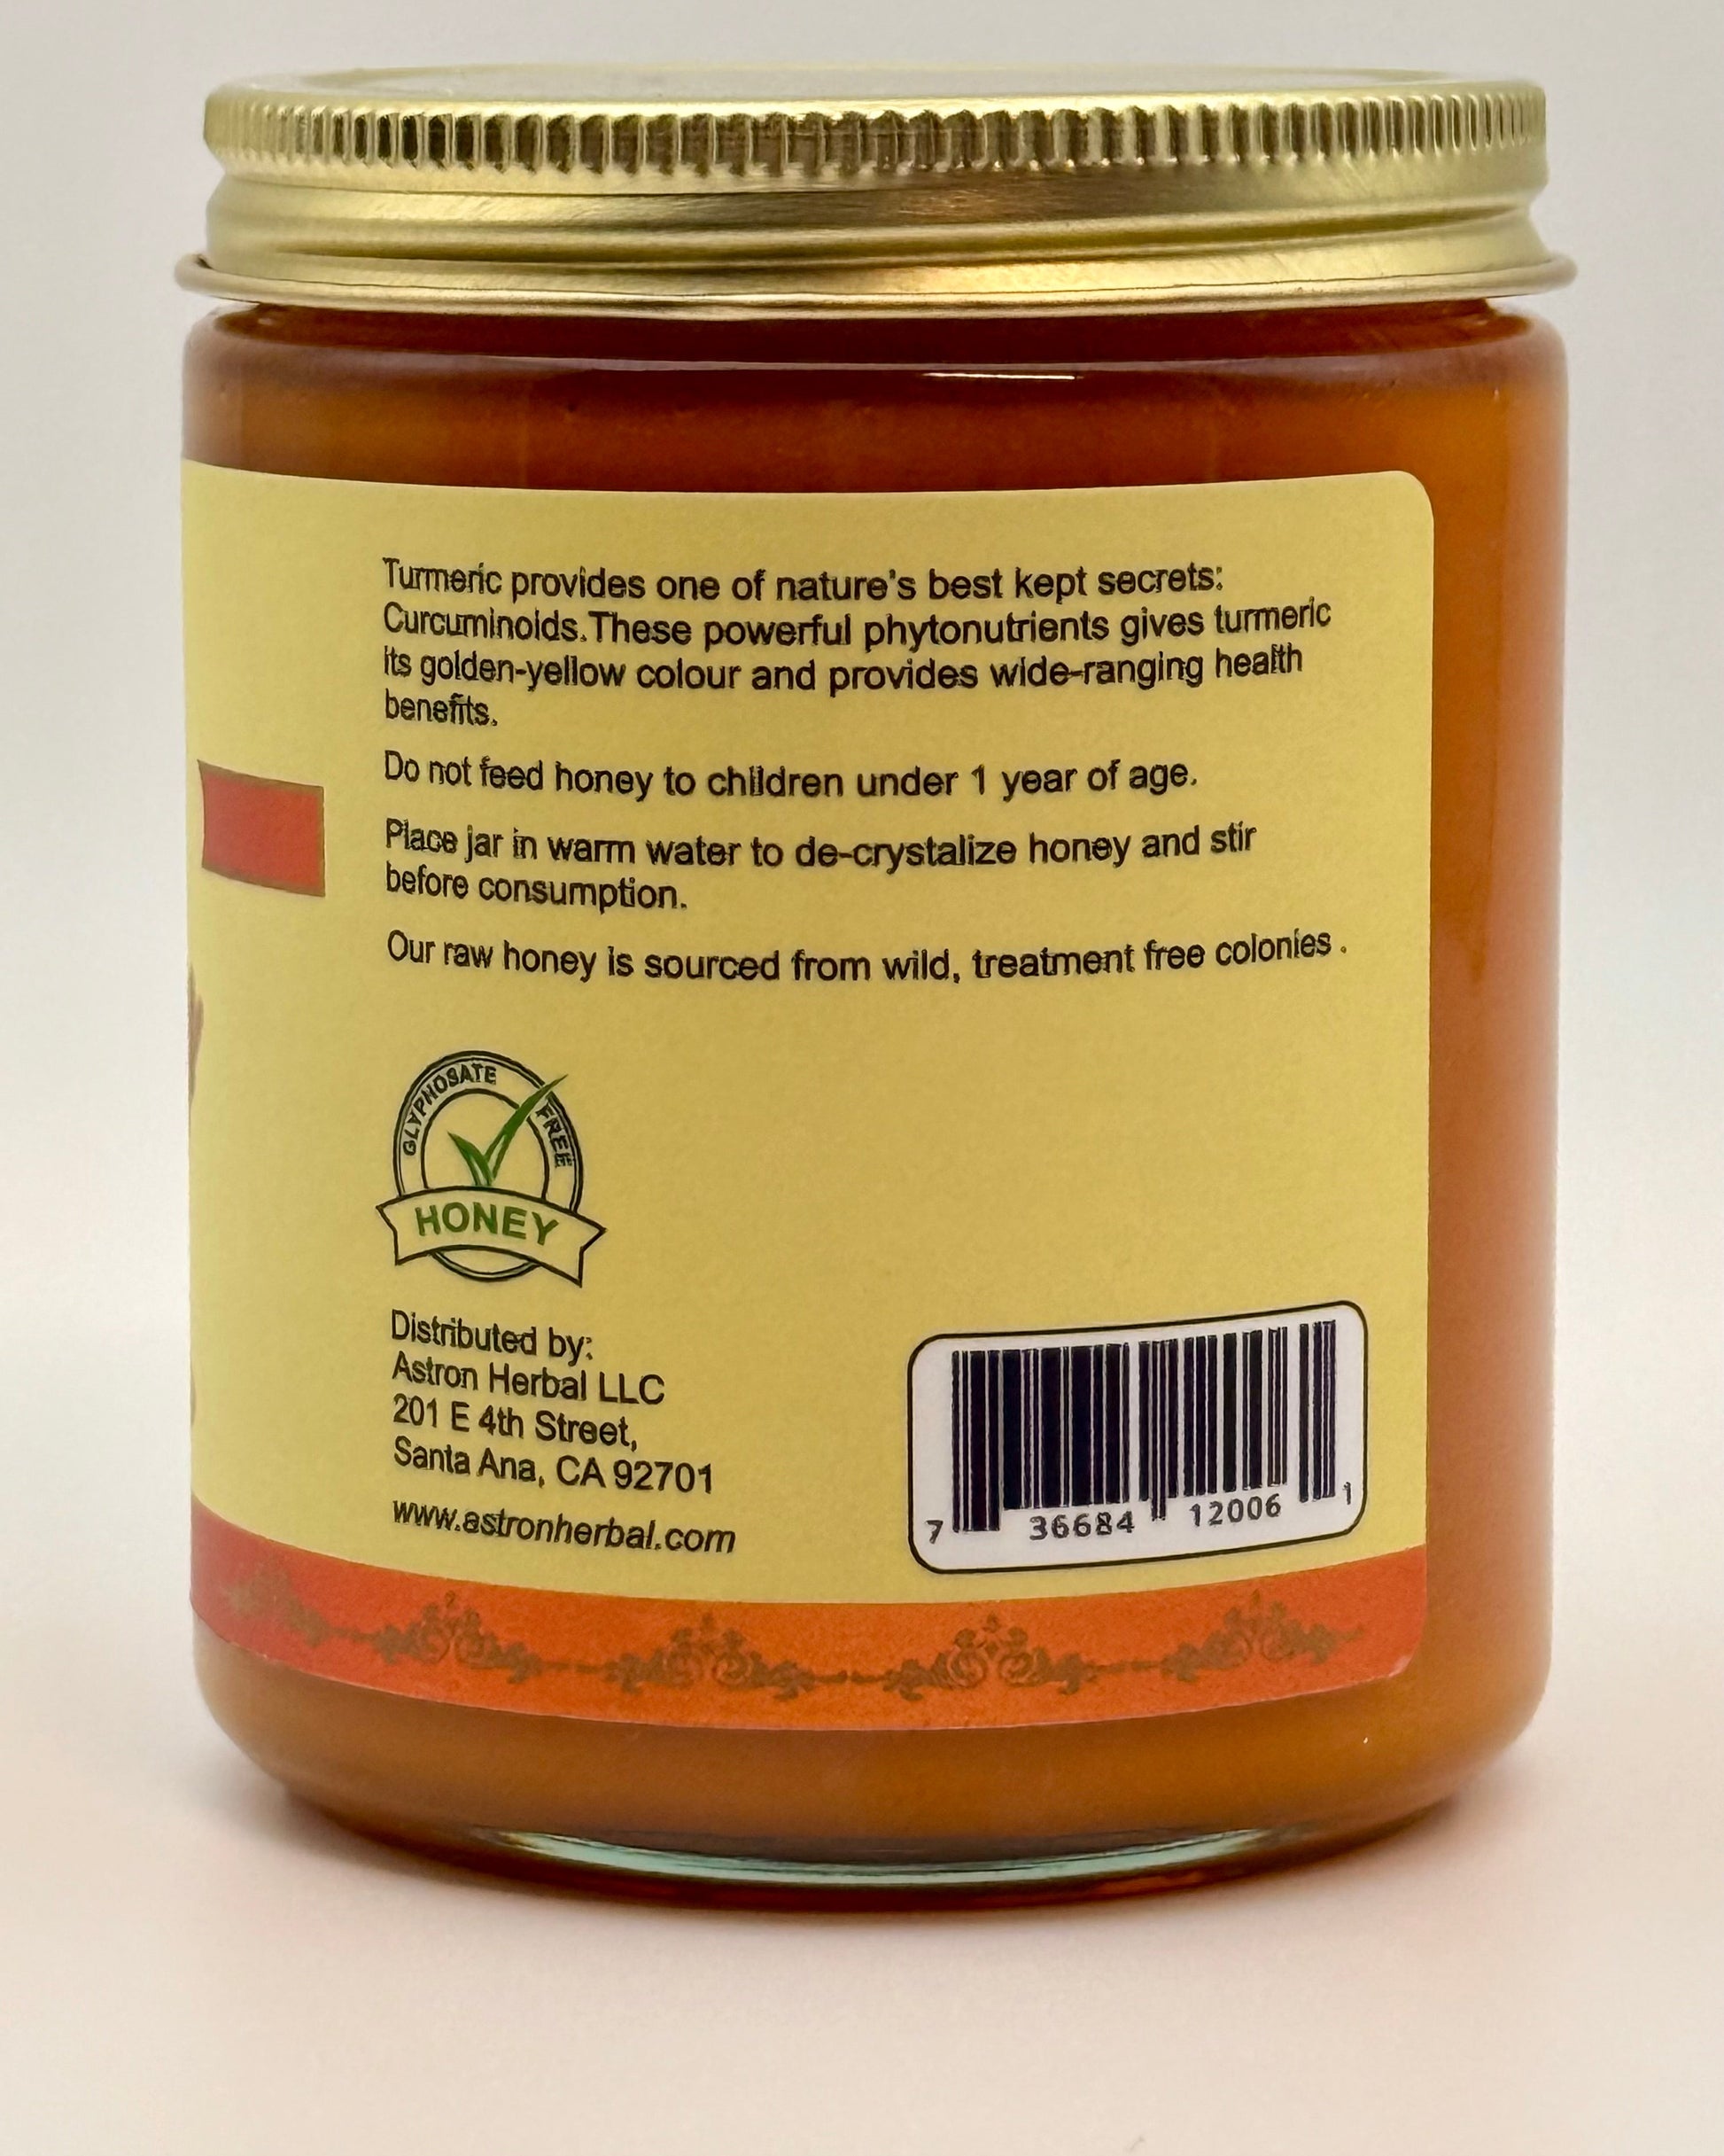 Turmeric provides one of nature's best kept secrets:
Curcuminoids.These powerful phytonutrients gives turmeric
its golden-yellow colour and provides wide-ranging health
benefits.
Do not feed honey to children under 1 year of age.
Place jar in warm water to de-crystalize honey and stir
before consumption.
Our raw honey is sourced from wild, treatment free colonies .
GLYPHOSATE FREE
HONEY
Distributed by:
Astron Herbal LLC
201 E 4th Street,
Santa Ana, CA 92701
www.astronherbal.com
7 36684 12006 1